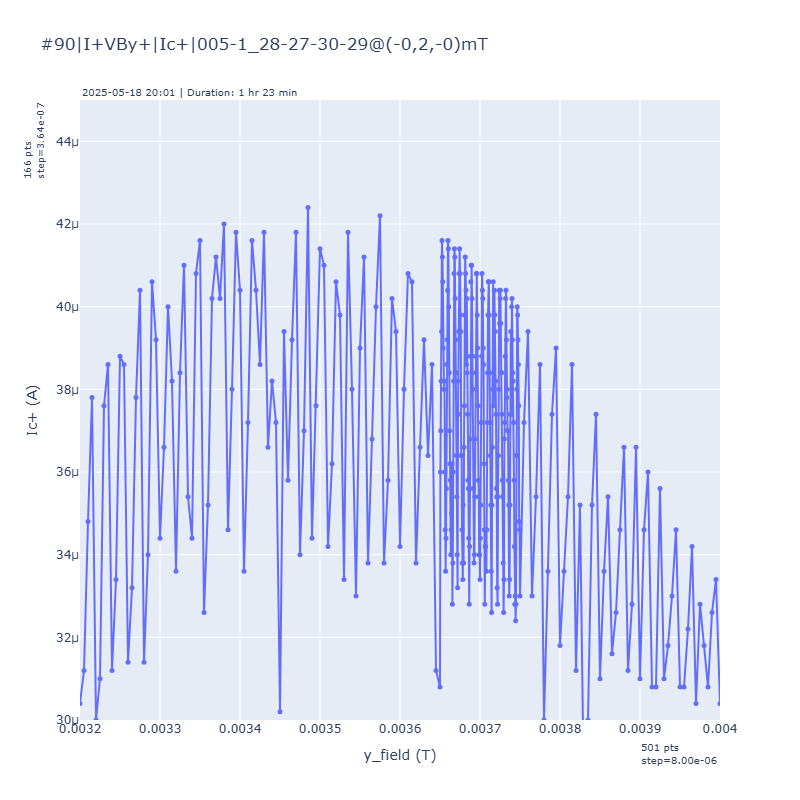 #90|I+VBy+|Ic+|005-1_28-27-30-29@(-0,2,-0)mT
2025-05-18 20:01 | Duration: 1 hr 23 min
166 pts
step=3.64e-07
44μ
42μ
40μ
38μ
36μ
34μ
32μ
30μ
Ic+ (A)
0.0032 0.0033 0.0034 0.0035 0.0036 0.0037 0.0038 0.0039 0.004
y_field (T)
501 pts
step=8.00e-06